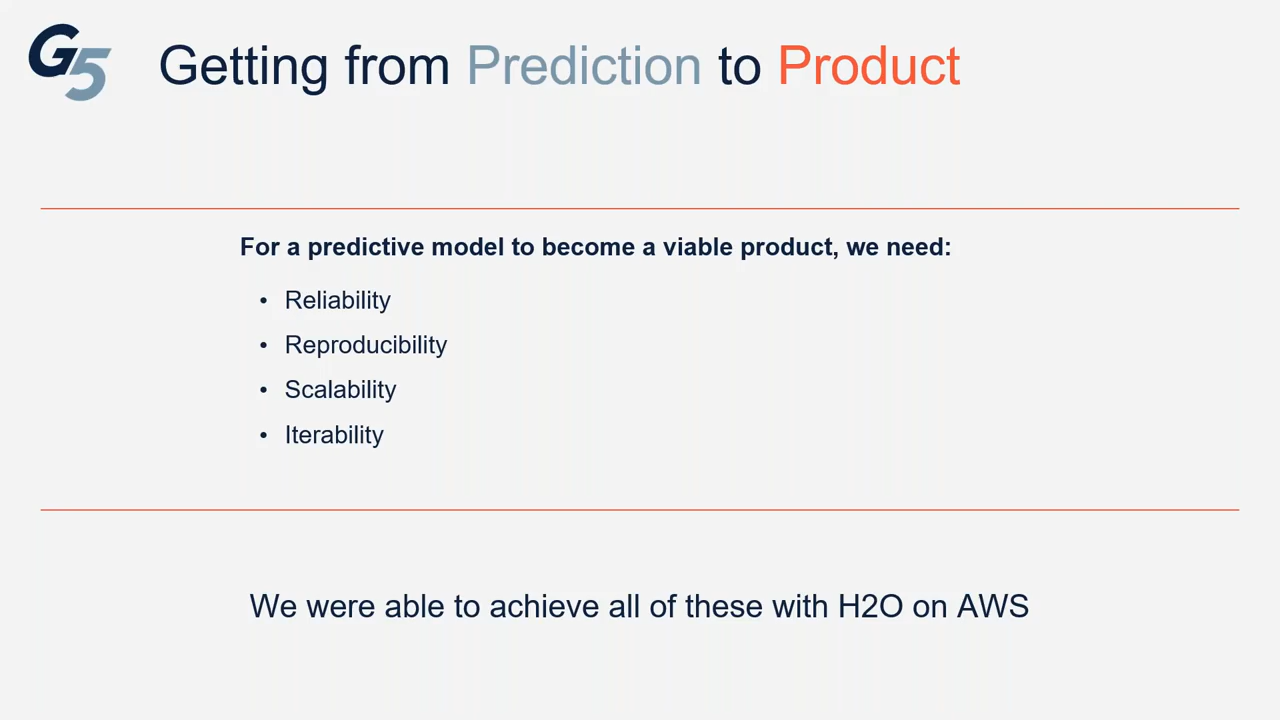 G5
Getting from Prediction to Product
For a predictive model to become a viable product, we need:
• Reliability
• Reproducibility
• Scalability
• Iterability
We were able to achieve all of these with H2O on AWS